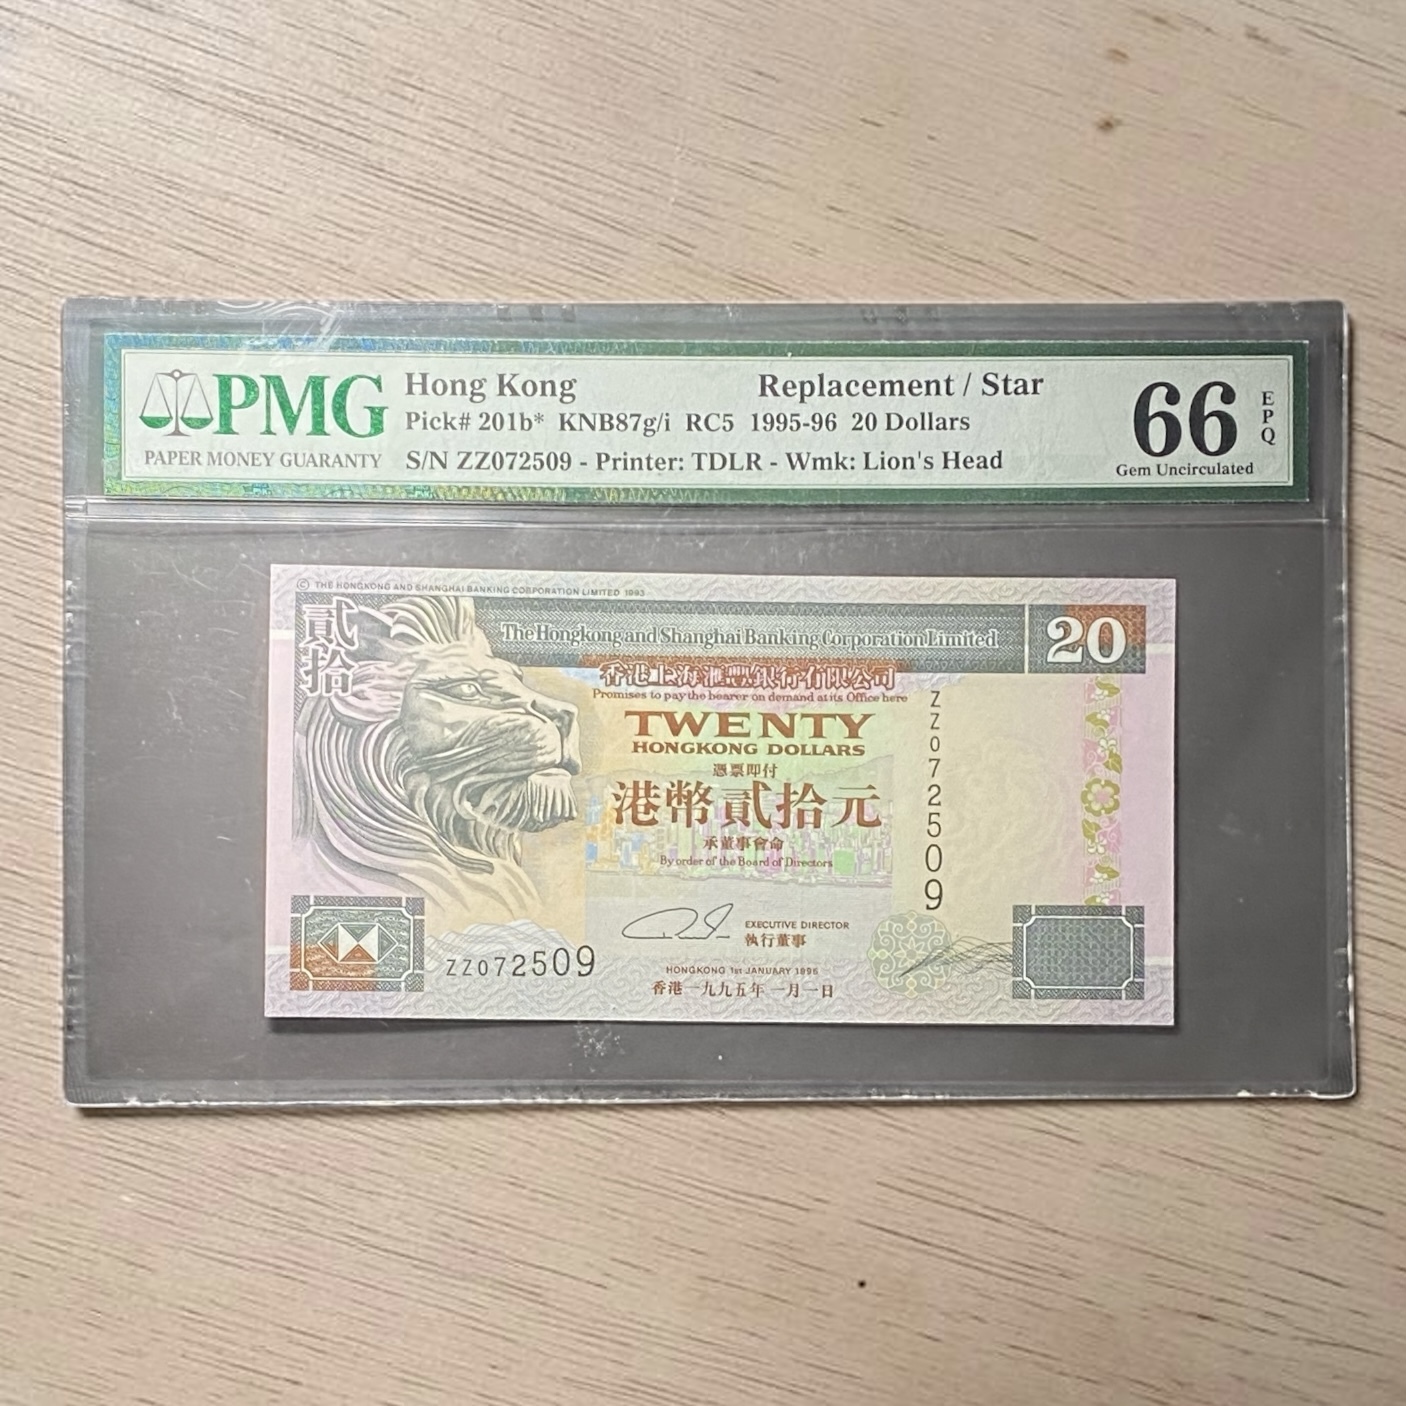 PMG
PAPER MONEY GUARANTY
Hong Kong Replacement / Star
Pick# 201b* KNB87g/i RC5 1995-96 20 Dollars
S/N ZZ072509 - Printer: TDLR - Wmk: Lion's Head
66
EPQ
Gem Uncirculated
© THE HONGKONG AND SHANGHAI BANKING CORPORATION LIMITED 1993
貳拾
The Hongkong and Shanghai Banking Corporation Limited
20
香港上海滙豐銀行有限公司
Promises to pay the bearer on demand at its Office here
TWENTY
HONGKONG DOLLARS
憑票即付
港幣貳拾元
承董事會命
By order of the Board of Directors
ZZ072509
EXECUTIVE DIRECTOR
執行董事
ZZ072509
HONGKONG 1st JANUARY 1995
香港一九九五年一月一日